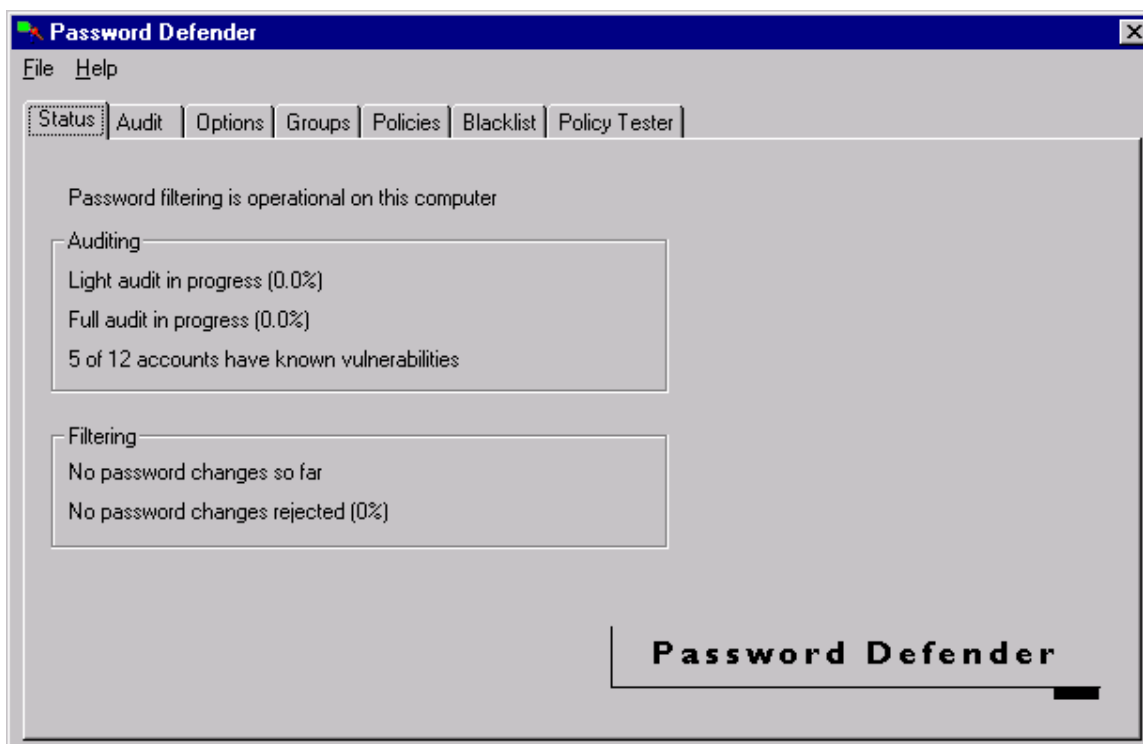 Password Defender
File Help
Status Audit Options Groups Policies Blacklist Policy Tester
Password filtering is operational on this computer
Auditing
Light audit in progress (0.0%)
Full audit in progress (0.0%)
5 of 12 accounts have known vulnerabilities
Filtering
No password changes so far
No password changes rejected (0%)
Password Defender